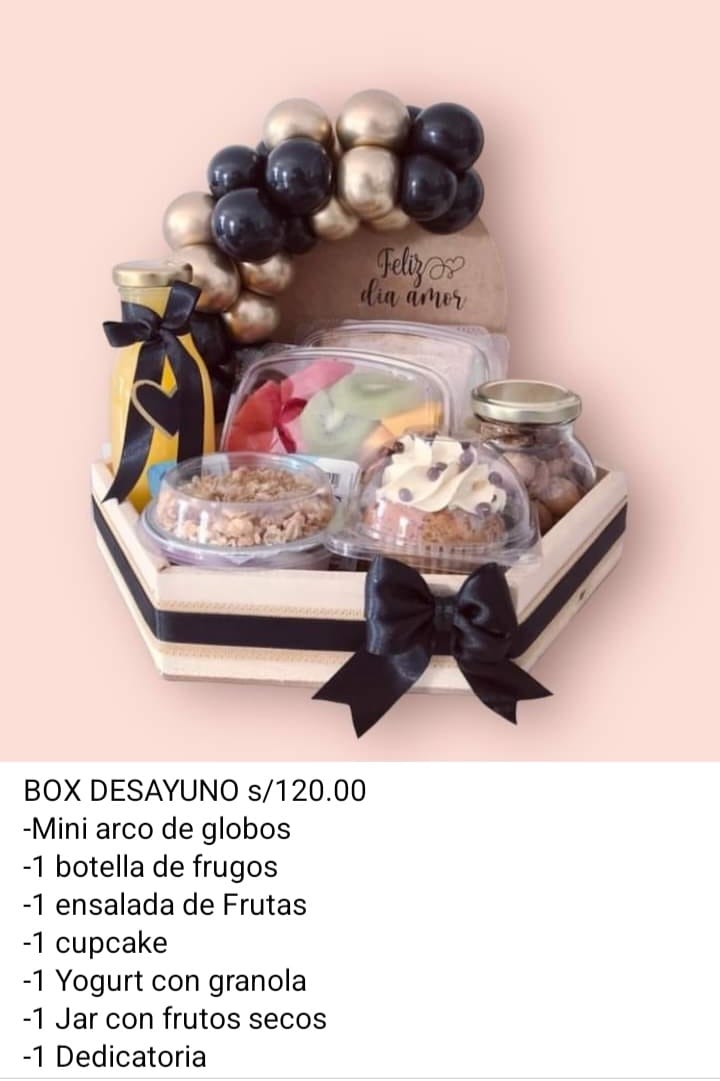 Feliz
dia amor
BOX DESAYUNO s/120.00
-Mini arco de globos
-1 botella de frugos
-1 ensalada de Frutas
-1 cupcake
-1 Yogurt con granola
-1 Jar con frutos secos
-1 Dedicatoria